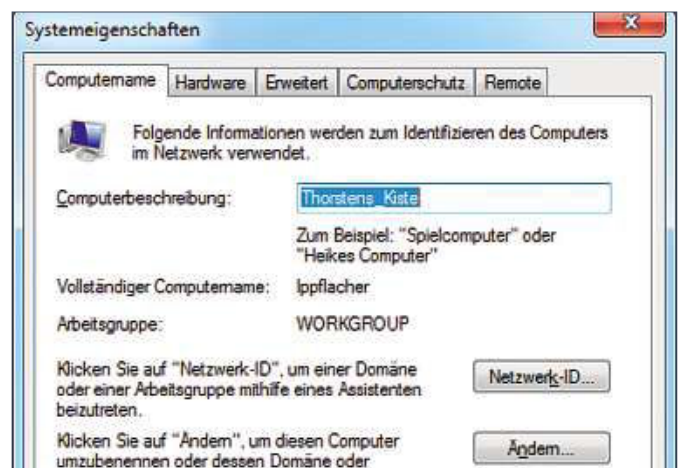 Systemeigenschaften
Computername Hardware Erweitert Computerschutz Remote
Folgende Informationen werden zum Identifizieren des Computers
im Netzwerk verwendet.
Computerbeschreibung: Thorstens_Kiste
Zum Beispiel: "Spielcomputer" oder
"Heikes Computer"
Vollständiger Computername: Ippflacher
Arbeitsgruppe: WORKGROUP
Klicken Sie auf "Netzwerk-ID", um einer Domäne
oder einer Arbeitsgruppe mithilfe eines Assistenten
beizutreten.
Netzwerk-ID...
Klicken Sie auf "Ändern", um diesen Computer
umzubenennen oder dessen Domäne oder
Ändern...